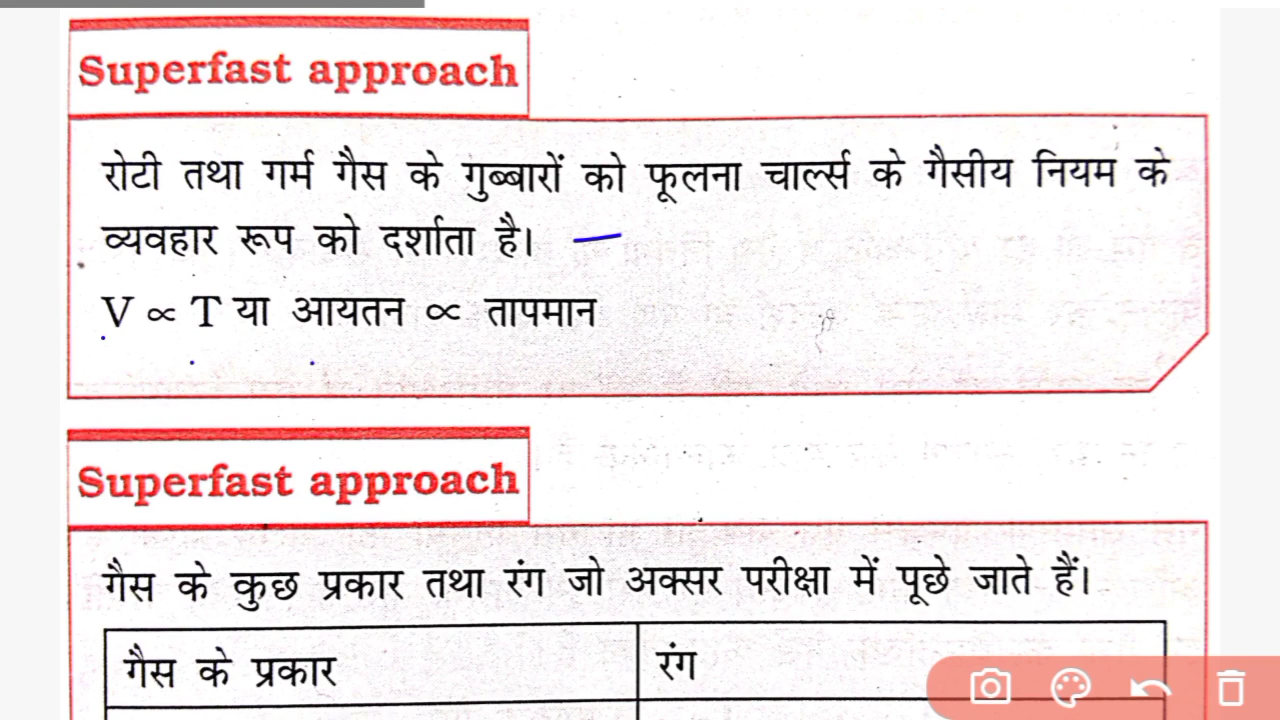 Superfast approach
रोटी तथा गर्म गैस के गुब्बारों को फूलना चार्ल्स के गैसीय नियम के
व्यवहार रूप को दर्शाता है।
V ∝ T या आयतन ∝ तापमान
Superfast approach
गैस के कुछ प्रकार तथा रंग जो अक्सर परीक्षा में पूछे जाते हैं।
गैस के प्रकार
रंग